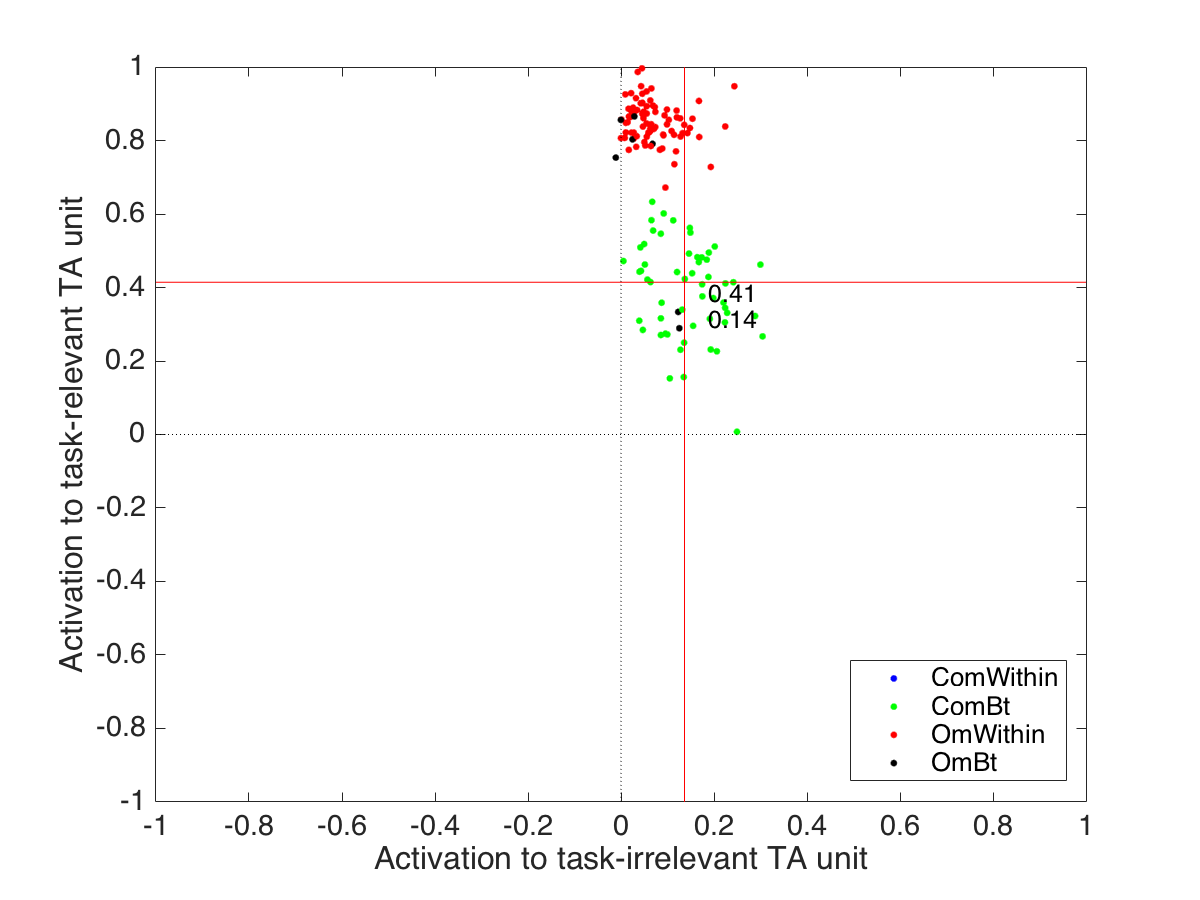 Activation to task-relevant TA unit
1
0.8
0.6
0.4
0.2
0
-0.2
-0.4
-0.6
-0.8
-1
0.41
0.14
ComWithin
ComBt
OmWithin
OmBt
-1 -0.8 -0.6 -0.4 -0.2 0 0.2 0.4 0.6 0.8 1
Activation to task-irrelevant TA unit